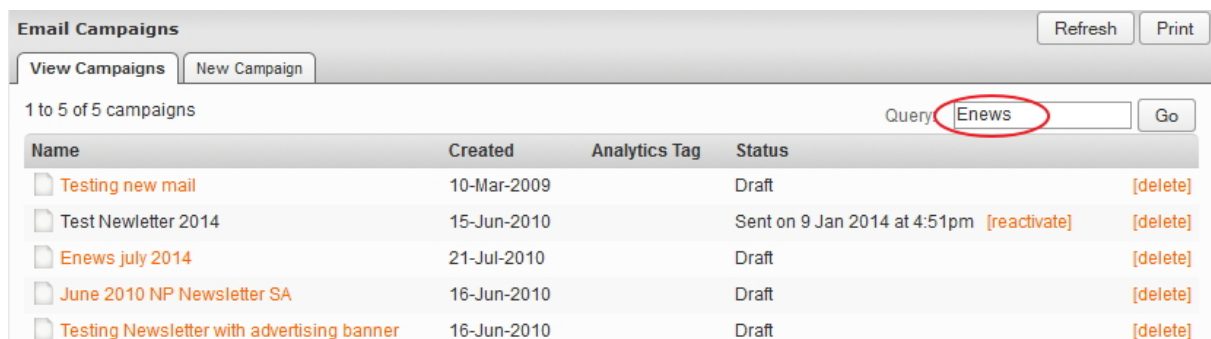 Email Campaigns Refresh Print
View Campaigns New Campaign
1 to 5 of 5 campaigns Query: Enews Go
Name Created Analytics Tag Status
Testing new mail 10-Mar-2009 Draft [delete]
Test Newletter 2014 15-Jun-2010 Sent on 9 Jan 2014 at 4:51pm [reactivate] [delete]
Enews july 2014 21-Jul-2010 Draft [delete]
June 2010 NP Newsletter SA 16-Jun-2010 Draft [delete]
Testing Newsletter with advertising banner 16-Jun-2010 Draft [delete]